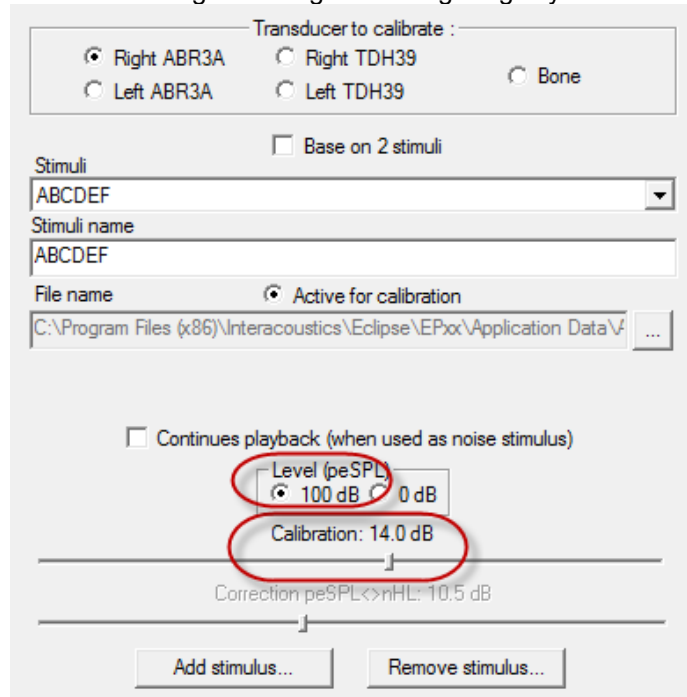 Transducer to calibrate :
Right ABR3A Right TDH39
Bone
Left ABR3A Left TDH39
Base on 2 stimuli
Stimuli
ABCDEF
Stimuli name
ABCDEF
File name Active for calibration
C:\Program Files (x86)\Interacoustics\Eclipse\EPxx\Application Data\ ...
Continues playback (when used as noise stimulus)
Level (peSPL)
100 dB 0 dB
Calibration: 14.0 dB
Correction peSPL<>nHL: 10.5 dB
Add stimulus... Remove stimulus...